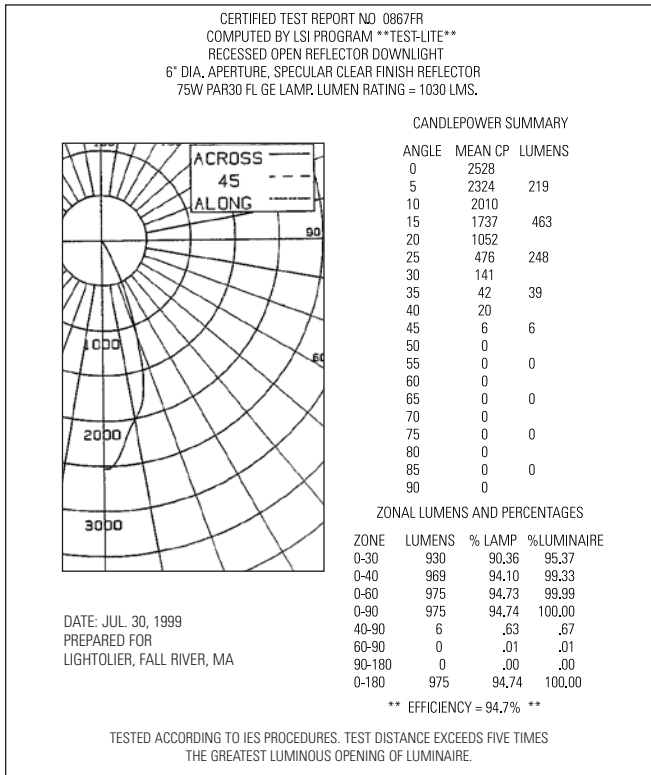 CERTIFIED TEST REPORT NO 0867FR
COMPUTED BY LSI PROGRAM **TEST-LITE**
RECESSED OPEN REFLECTOR DOWNLIGHT
6" DIA. APERTURE, SPECULAR CLEAR FINISH REFLECTOR
75W PAR30 FL GE LAMP. LUMEN RATING = 1030 LMS.
ACROSS
45
ALONG
90
60
1000
2000
3000
CANDLEPOWER SUMMARY
ANGLE MEAN CP LUMENS
0 2528
5 2324 219
10 2010
15 1737 463
20 1052
25 476 248
30 141
35 42 39
40 20
45 6 6
50 0
55 0 0
60 0
65 0 0
70 0
75 0 0
80 0
85 0 0
90 0
ZONAL LUMENS AND PERCENTAGES
ZONE LUMENS % LAMP %LUMINAIRE
0-30 930 90.36 95.37
0-40 969 94.10 99.33
0-60 975 94.73 99.99
0-90 975 94.74 100.00
40-90 6 .63 .67
60-90 0 .01 .01
90-180 0 .00 .00
0-180 975 94.74 100.00
** EFFICIENCY = 94.7% **
DATE: JUL. 30, 1999
PREPARED FOR
LIGHTOLIER, FALL RIVER, MA
TESTED ACCORDING TO IES PROCEDURES. TEST DISTANCE EXCEEDS FIVE TIMES
THE GREATEST LUMINOUS OPENING OF LUMINAIRE.